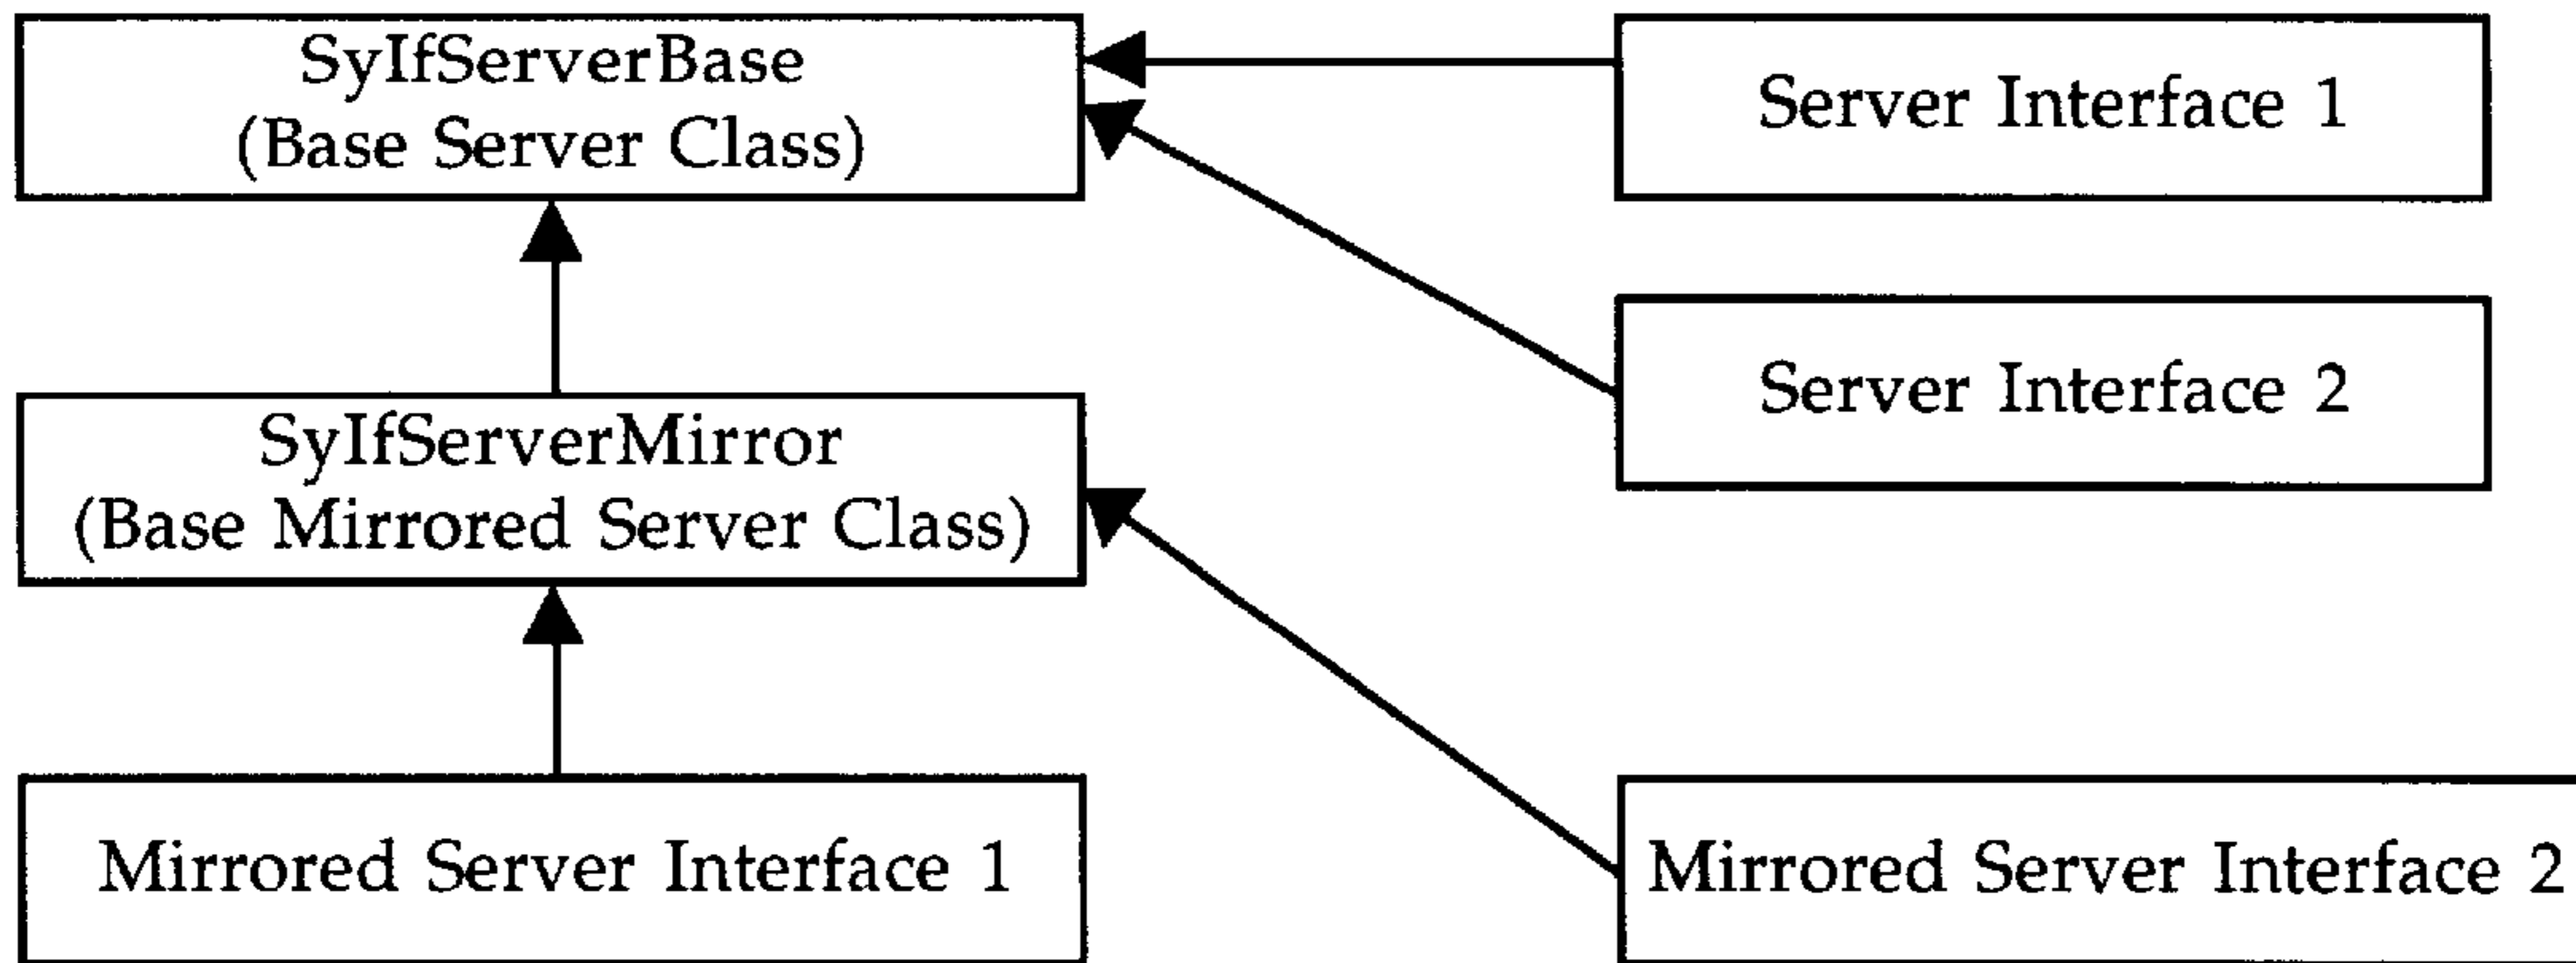 SyIfServerBase
(Base Server Class)
Server Interface 1
Server Interface 2
SyIfServerMirror
(Base Mirrored Server Class)
Mirrored Server Interface 1
Mirrored Server Interface 2